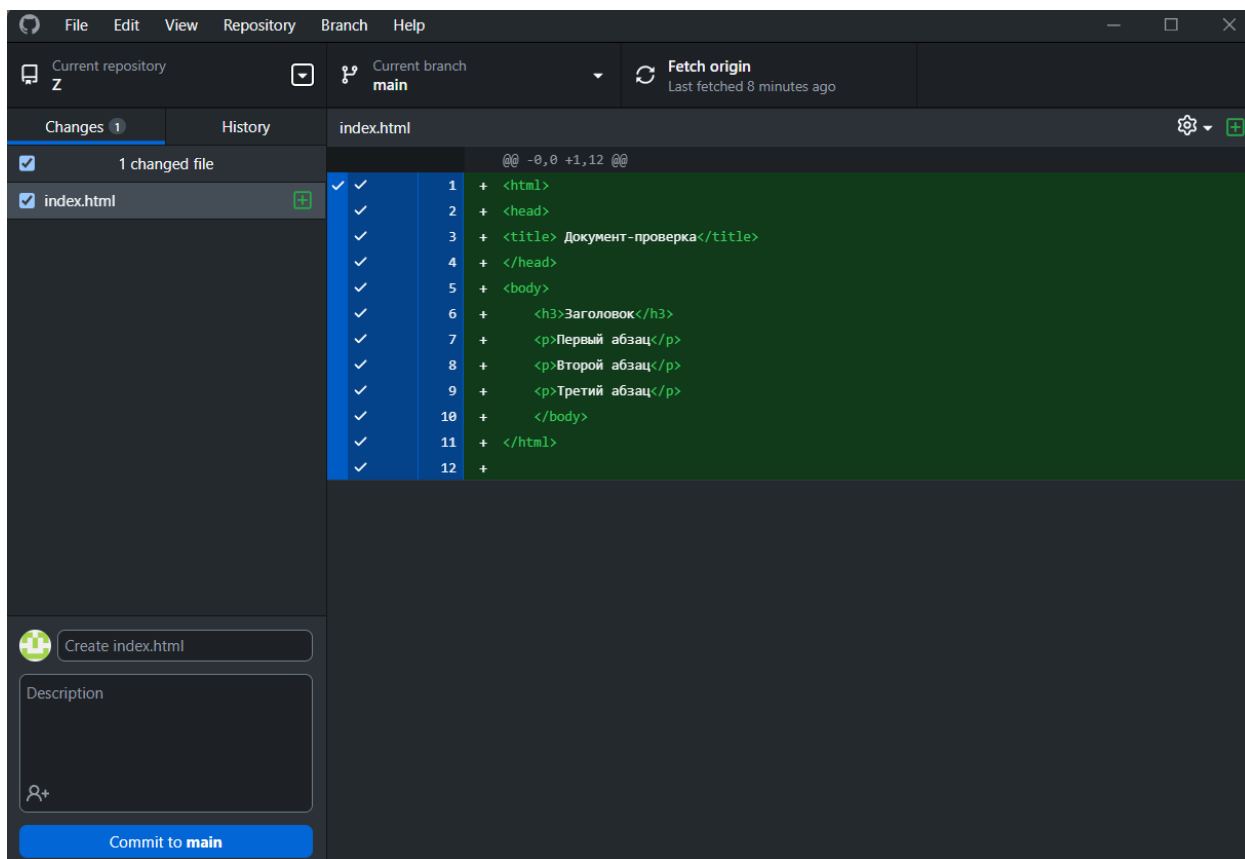 File Edit View Repository Branch Help
Current repository
Z
Current branch
main
Fetch origin
Last fetched 8 minutes ago
Changes 1 History
1 changed file
index.html
index.html
@@ -0,0 +1,12 @@
1 + <html>
2 + <head>
3 + <title> Документ-проверка</title>
4 + </head>
5 + <body>
6 + <h3>Заголовок</h3>
7 + <p>Первый абзац</p>
8 + <p>Второй абзац</p>
9 + <p>Третий абзац</p>
10 + </body>
11 + </html>
12 +
Create index.html
Description
Commit to main